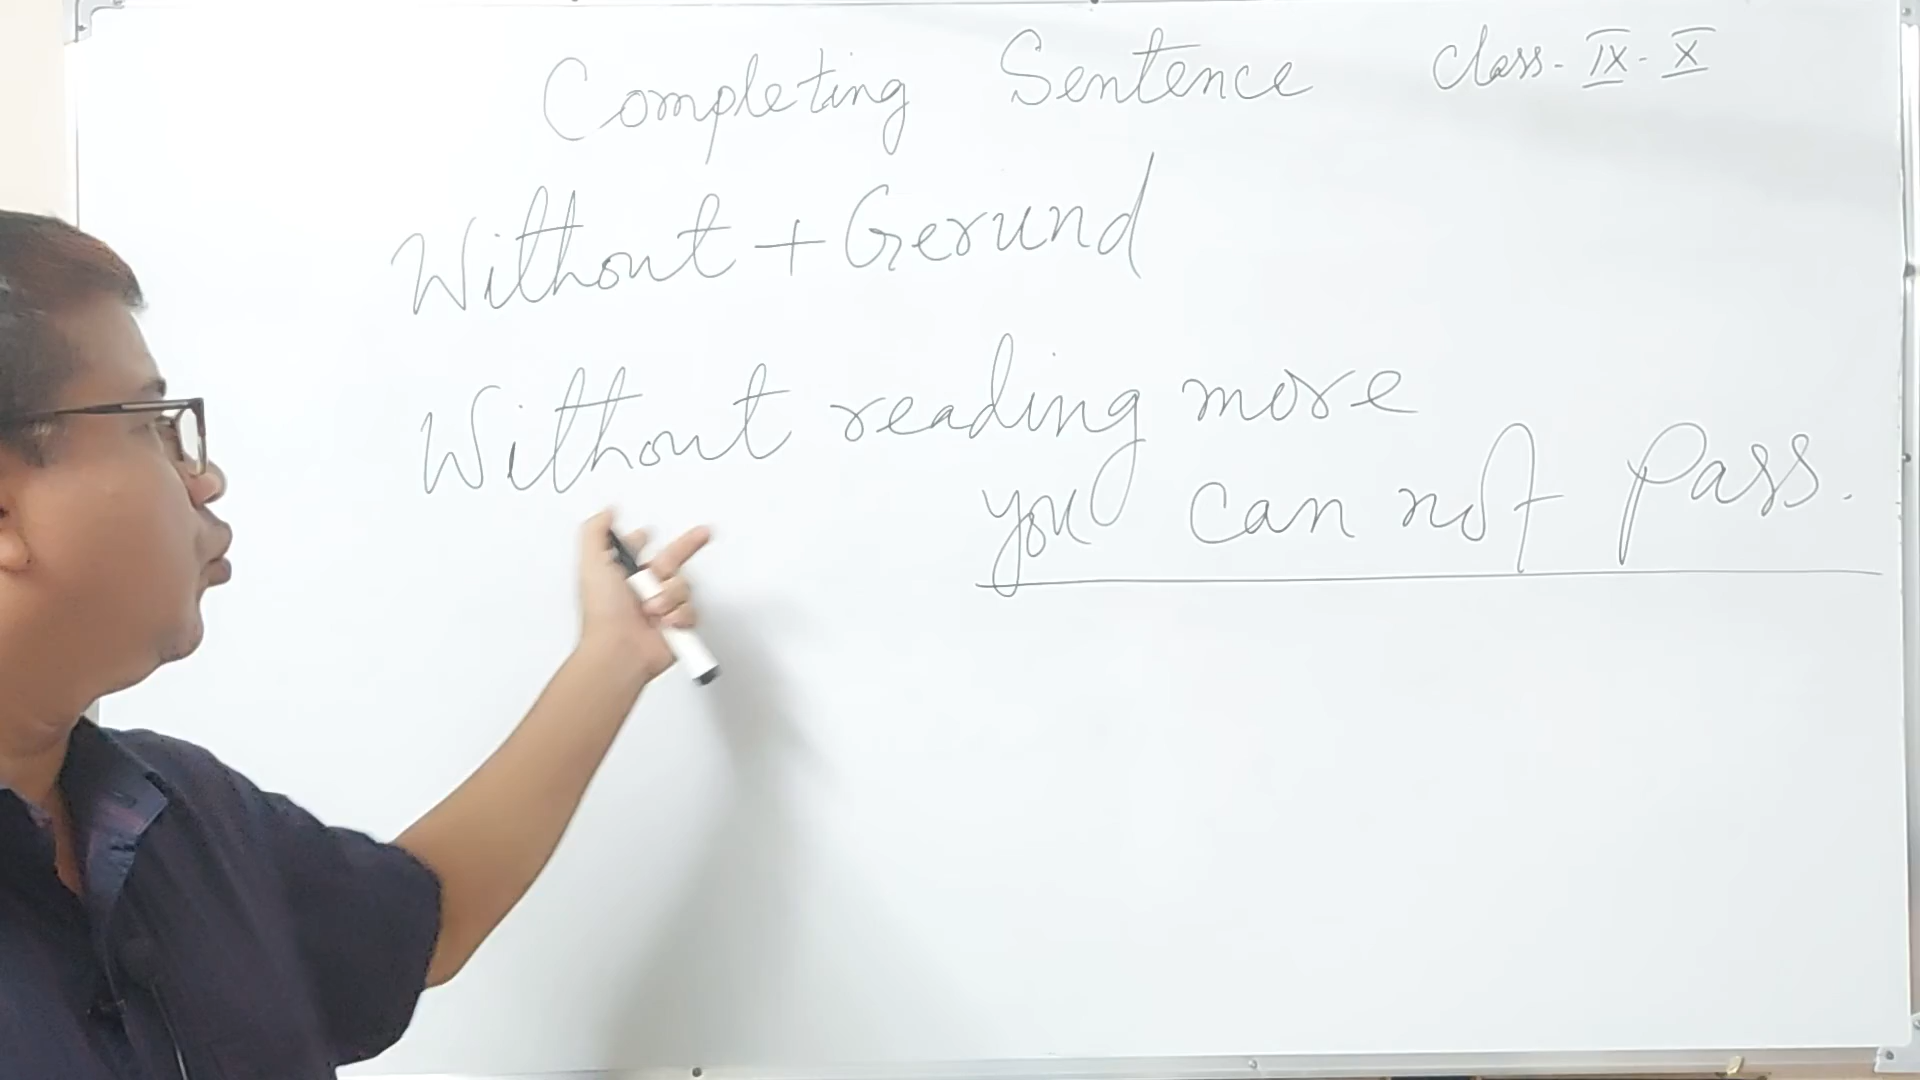 Completing Sentence Class - IX - X
Without + Gerund
Without reading more
you can not pass.